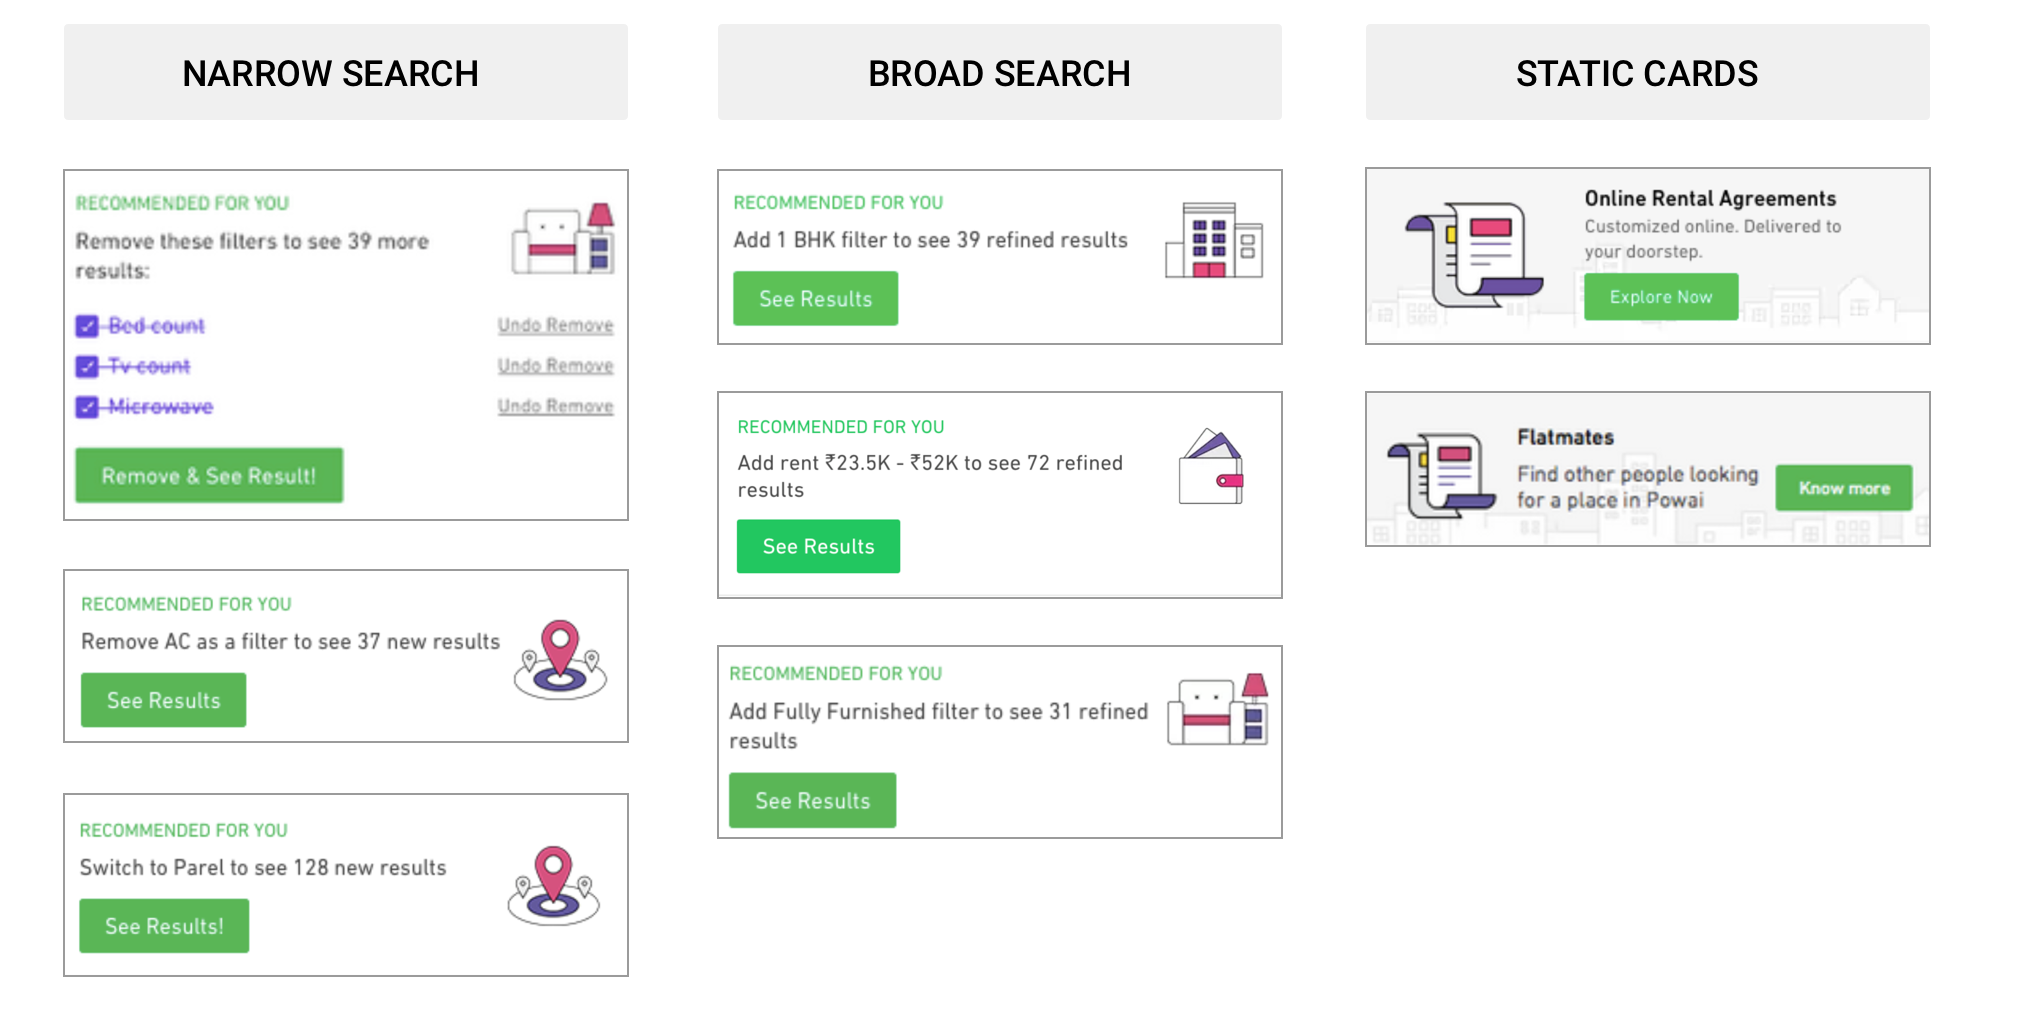 NARROW SEARCH
RECOMMENDED FOR YOU
Remove these filters to see 39 more
results:
Bed count
Undo Remove
Tv count
Undo Remove
Microwave
Undo Remove
Remove & See Result!
RECOMMENDED FOR YOU
Remove AC as a filter to see 37 new results
See Results
RECOMMENDED FOR YOU
Switch to Parel to see 128 new results
See Results!
BROAD SEARCH
RECOMMENDED FOR YOU
Add 1 BHK filter to see 39 refined results
See Results
RECOMMENDED FOR YOU
Add rent ₹23.5K - ₹52K to see 72 refined
results
See Results
RECOMMENDED FOR YOU
Add Fully Furnished filter to see 31 refined
results
See Results
STATIC CARDS
Online Rental Agreements
Customized online. Delivered to
your doorstep.
Explore Now
Flatmates
Find other people looking
for a place in Powai
Know more